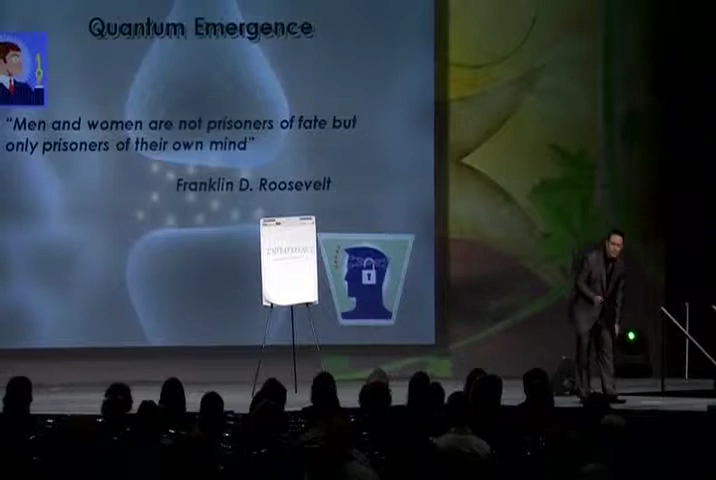 Quantum Emergence
“Men and women are not prisoners of fate but
only prisoners of their own mind”
Franklin D. Roosevelt